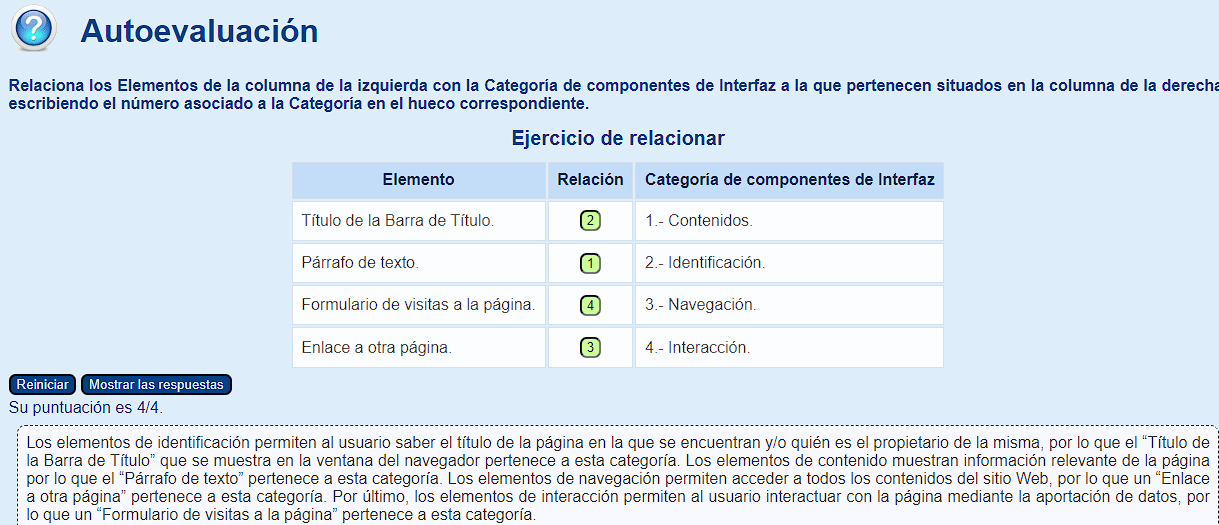 Autoevaluación
Relaciona los Elementos de la columna de la izquierda con la Categoría de componentes de Interfaz a la que pertenecen situados en la columna de la derecha
escribiendo el número asociado a la Categoría en el hueco correspondiente.
Ejercicio de relacionar
Elemento Relación Categoría de componentes de Interfaz
Título de la Barra de Título. 2 1.- Contenidos.
Párrafo de texto. 1 2.- Identificación.
Formulario de visitas a la página. 4 3.- Navegación.
Enlace a otra página. 3 4.- Interacción.
Reiniciar Mostrar las respuestas
Su puntuación es 4/4.
Los elementos de identificación permiten al usuario saber el título de la página en la que se encuentran y/o quién es el propietario de la misma, por lo que el “Título de
la Barra de Título” que se muestra en la ventana del navegador pertenece a esta categoría. Los elementos de contenido muestran información relevante de la página
por lo que el “Párrafo de texto” pertenece a esta categoría. Los elementos de navegación permiten acceder a todos los contenidos del sitio Web, por lo que un “Enlace
a otra página” pertenece a esta categoría. Por último, los elementos de interacción permiten al usuario interactuar con la página mediante la aportación de datos, por
lo que un “Formulario de visitas a la página” pertenece a esta categoría.